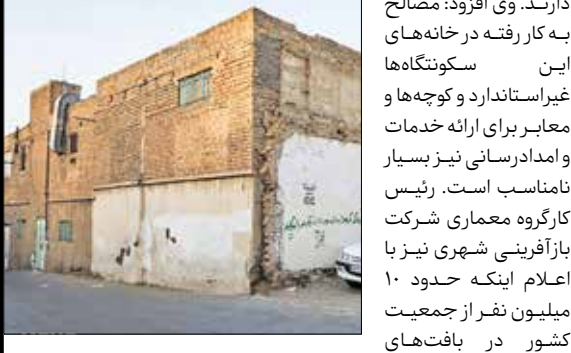 دارند. وی افزود: مصالح
به کار رفته در خانه‌های
این سکونتگاه‌ها
غیراستاندارد و کوچه‌ها و
معابر برای ارائه خدمات
و امدادرسانی نیز بسیار
نامناسب است. رئیس
کارگروه معماری شرکت
بازآفرینی شهری نیز با
اعلام اینکه حدود ۱۰
میلیون نفر از جمعیت
کشور در بافت‌های